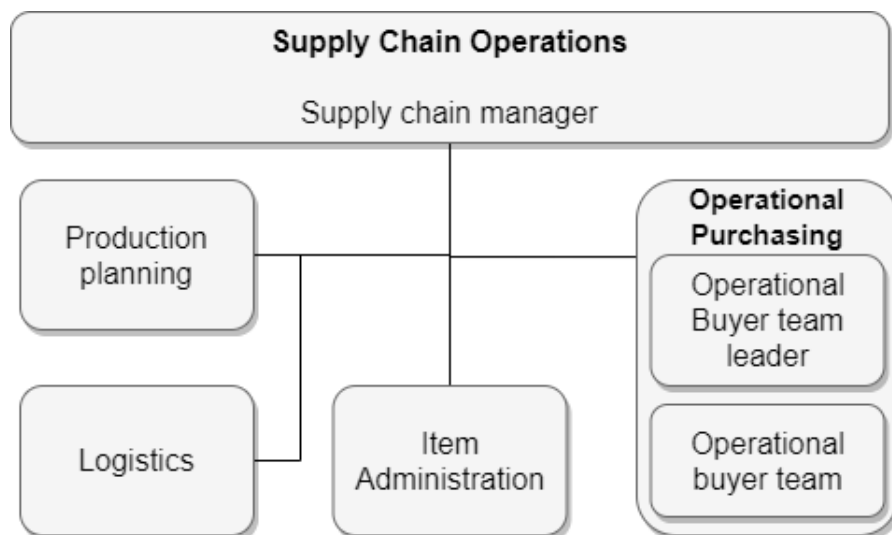 Supply Chain Operations
Supply chain manager
Production
planning
Operational
Purchasing
Operational
Buyer team
leader
Logistics
Item
Administration
Operational
buyer team